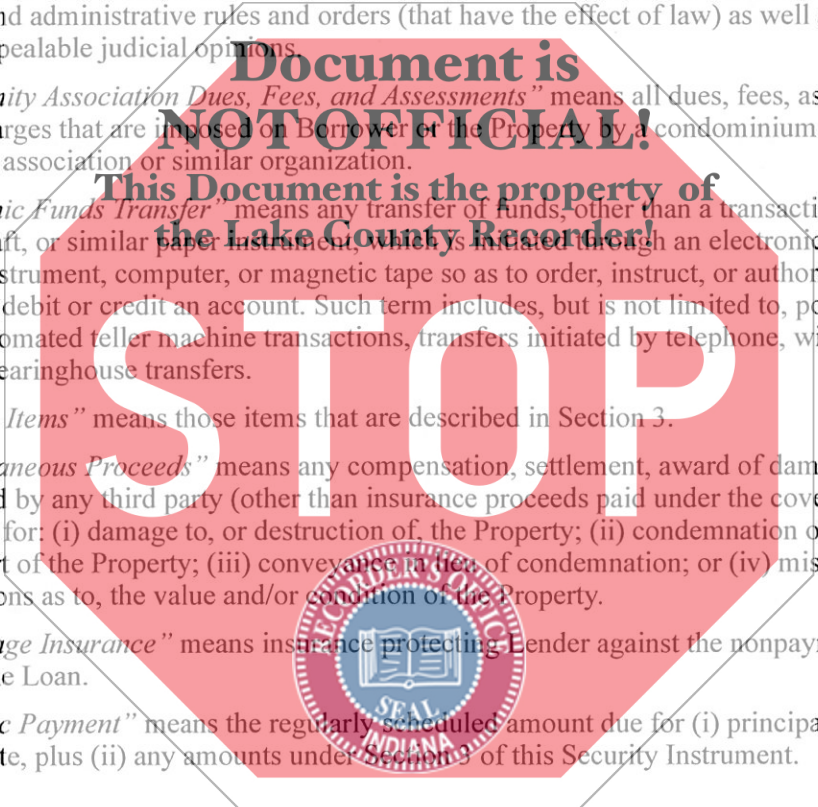 nd administrative rules and orders (that have the effect of law) as well
pealable judicial opinions.
Document is
nity Association Dues, Fees, and Assessments” means all dues, fees, as
arges that are imposed on Borrower or the Property by a condominium
NOT OFFICIAL!
association or similar organization.
This Document is the property of
nic Funds Transfer” means any transfer of funds, other than a transacti
aft, or similar paper instrument, which is initiated through an electronic
the Lake County Recorder!
strument, computer, or magnetic tape so as to order, instruct, or author
debit or credit an account. Such term includes, but is not limited to, po
omated teller machine transactions, transfers initiated by telephone, wi
earinghouse transfers.
STOP
Items” means those items that are described in Section 3.
aneous Proceeds” means any compensation, settlement, award of dam
d by any third party (other than insurance proceeds paid under the cove
for: (i) damage to, or destruction of, the Property; (ii) condemnation o
t of the Property; (iii) conveyance in lieu of condemnation; or (iv) mis
ons as to, the value and/or condition of the Property.
RECORDER'S OFFICE
age Insurance” means insurance protecting Lender against the nonpayr
e Loan.
SEAL
c Payment” means the regularly scheduled amount due for (i) principa
INDIANA
te, plus (ii) any amounts under Section 3 of this Security Instrument.